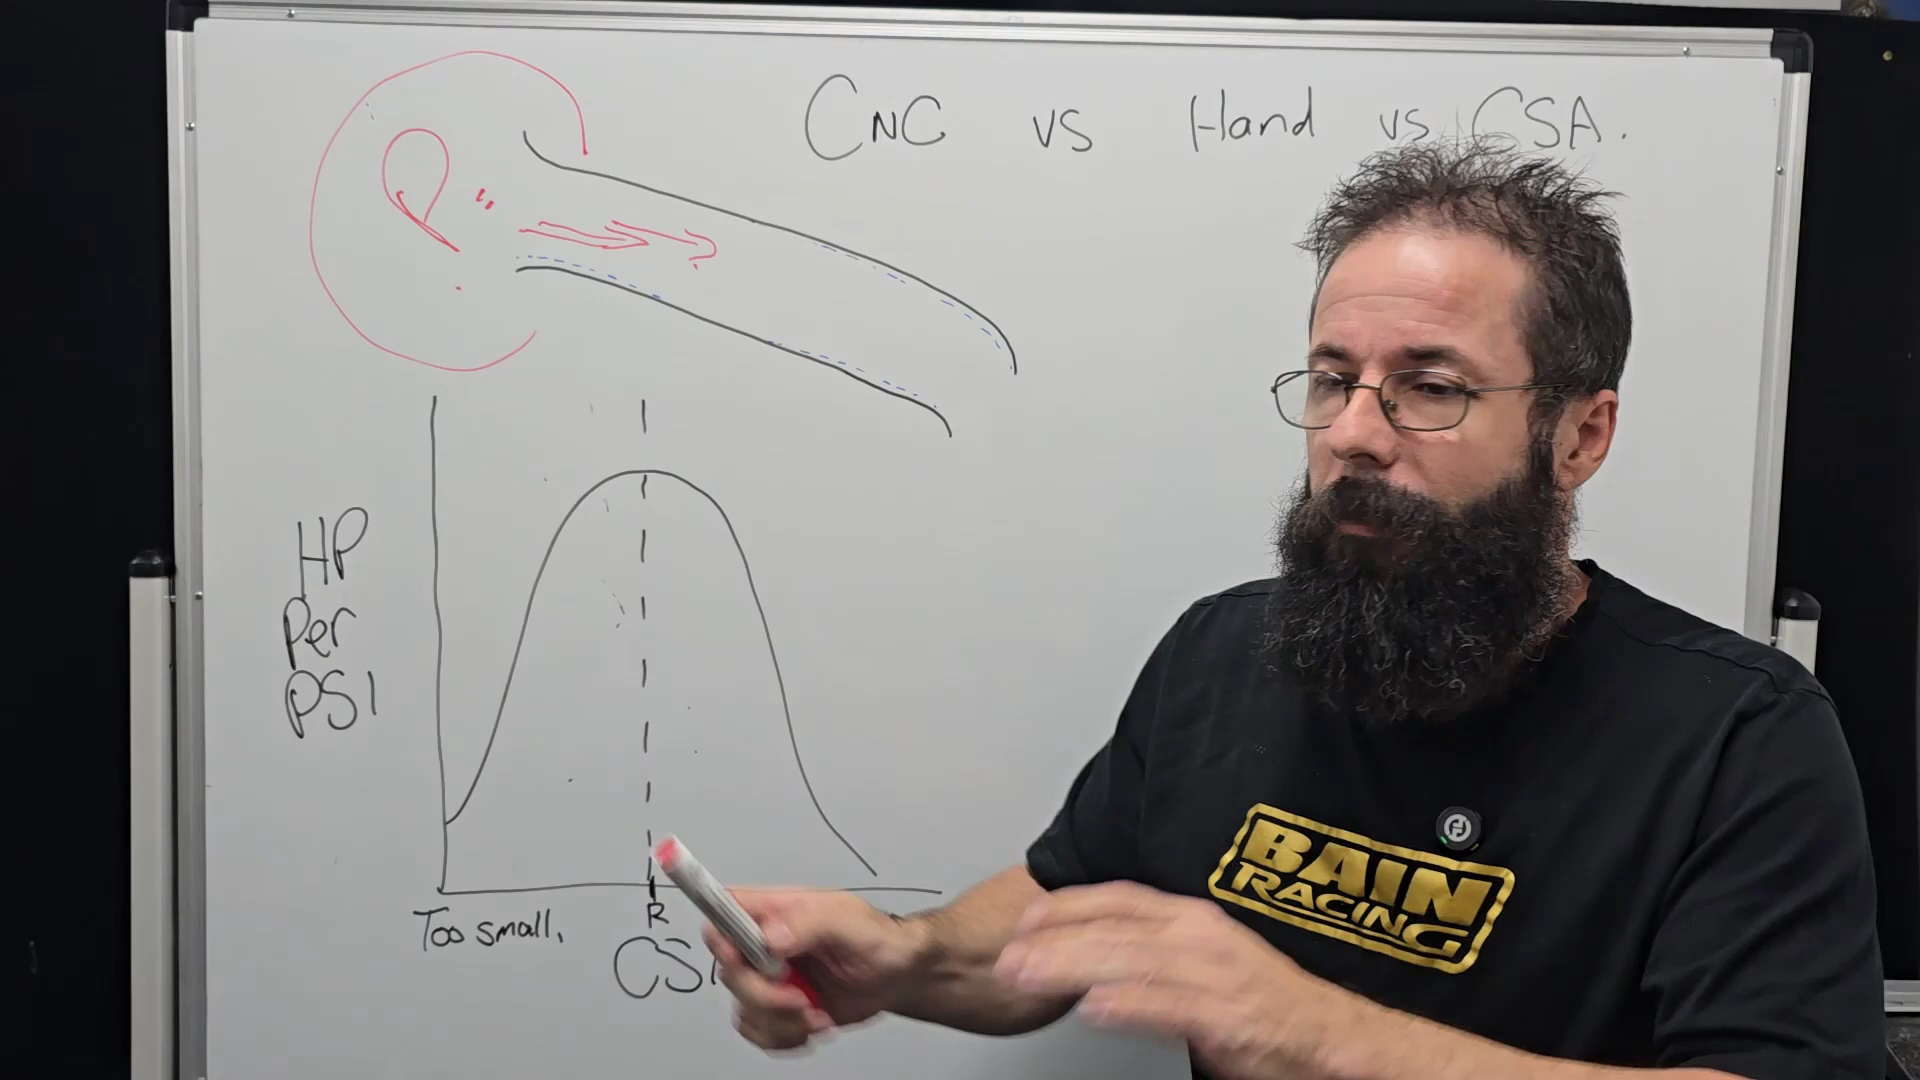 CNC vs Hand vs CSA.
HP
Per
PSI
Too small.
R
BAIN
RACING